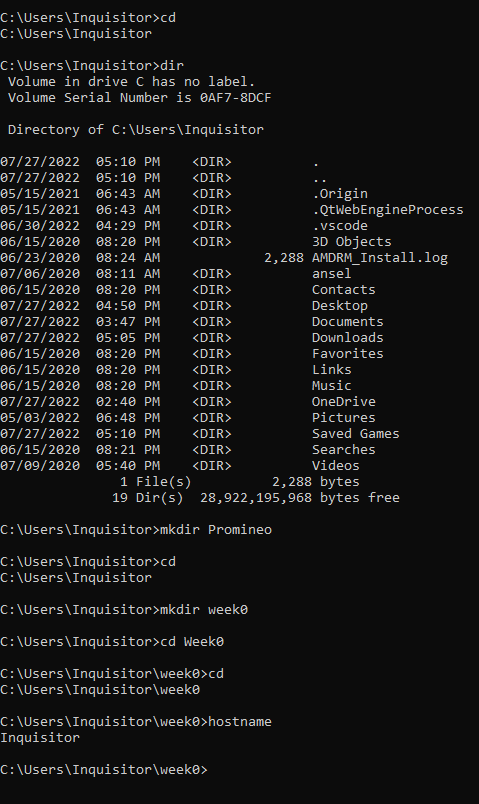 C:\Users\Inquisitor>cd
C:\Users\Inquisitor

C:\Users\Inquisitor>dir
 Volume in drive C has no label.
 Volume Serial Number is 0AF7-8DCF

 Directory of C:\Users\Inquisitor

07/27/2022  05:10 PM    <DIR>          .
07/27/2022  05:10 PM    <DIR>          ..
05/15/2021  06:43 AM    <DIR>          .Origin
05/15/2021  06:43 AM    <DIR>          .QtWebEngineProcess
06/30/2022  04:29 PM    <DIR>          .vscode
06/15/2020  08:20 PM    <DIR>          3D Objects
06/23/2020  08:24 AM             2,288 AMDRM_Install.log
07/06/2020  08:11 AM    <DIR>          ansel
06/15/2020  08:20 PM    <DIR>          Contacts
07/27/2022  04:50 PM    <DIR>          Desktop
07/27/2022  03:47 PM    <DIR>          Documents
07/27/2022  05:05 PM    <DIR>          Downloads
06/15/2020  08:20 PM    <DIR>          Favorites
06/15/2020  08:20 PM    <DIR>          Links
06/15/2020  08:20 PM    <DIR>          Music
07/27/2022  02:40 PM    <DIR>          OneDrive
05/03/2022  06:48 PM    <DIR>          Pictures
07/27/2022  05:10 PM    <DIR>          Saved Games
06/15/2020  08:21 PM    <DIR>          Searches
07/09/2020  05:40 PM    <DIR>          Videos
               1 File(s)          2,288 bytes
              19 Dir(s)  28,922,195,968 bytes free

C:\Users\Inquisitor>mkdir Promineo

C:\Users\Inquisitor>cd
C:\Users\Inquisitor

C:\Users\Inquisitor>mkdir week0

C:\Users\Inquisitor>cd Week0

C:\Users\Inquisitor\week0>cd
C:\Users\Inquisitor\week0

C:\Users\Inquisitor\week0>hostname
Inquisitor

C:\Users\Inquisitor\week0>